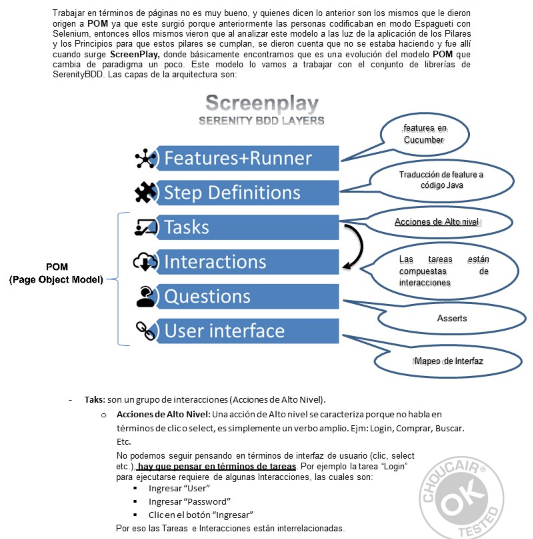 Trabajar en términos de páginas no es muy bueno, y quienes dicen lo anterior son los mismos que le dieron
origen a POM ya que este surgió porque anteriormente las personas codificaban en modo Espagueti con
Selenium, entonces ellos mismos vieron que al analizar este modelo a las luz de la aplicación de los Pilares
y los Principios para que estos pilares se cumplan, se dieron cuenta que no se estaba haciendo y fue allí
cuando surge ScreenPlay, donde básicamente encontramos que es una evolución del modelo POM que
cambia de paradigma un poco. Este modelo lo vamos a trabajar con el conjunto de librerías de
SerenityBDD. Las capas de la arquitectura son:
Screenplay
SERENITY BDD LAYERS
features en
Cucumber
Features+Runner
Traducción de feature a
código Java
Step Definitions
Tasks
Acciones de Alto nivel
POM
(Page Object Model)
Interactions
Las tareas están
compuestas de
interacciones
Questions
Asserts
User interface
Mapeo de Interfaz
- Taks: son un grupo de interacciones (Acciones de Alto Nivel).
o Acciones de Alto Nivel: Una acción de Alto nivel se caracteriza porque no habla en
términos de clic o select, es simplemente un verbo amplio. Ejm: Login, Comprar, Buscar.
Etc.
No podemos seguir pensando en términos de interfaz de usuario (clic, select
etc.), hay que pensar en términos de tareas. Por ejemplo la tarea "Login"
para ejecutarse requiere de algunas Interacciones, las cuales son:
▪ Ingresar "User"
▪ Ingresar "Password"
▪ Clic en el botón "Ingresar"
Por eso las Tareas e Interacciones están interrelacionadas.
CHOUCAIR®
OK
TESTED